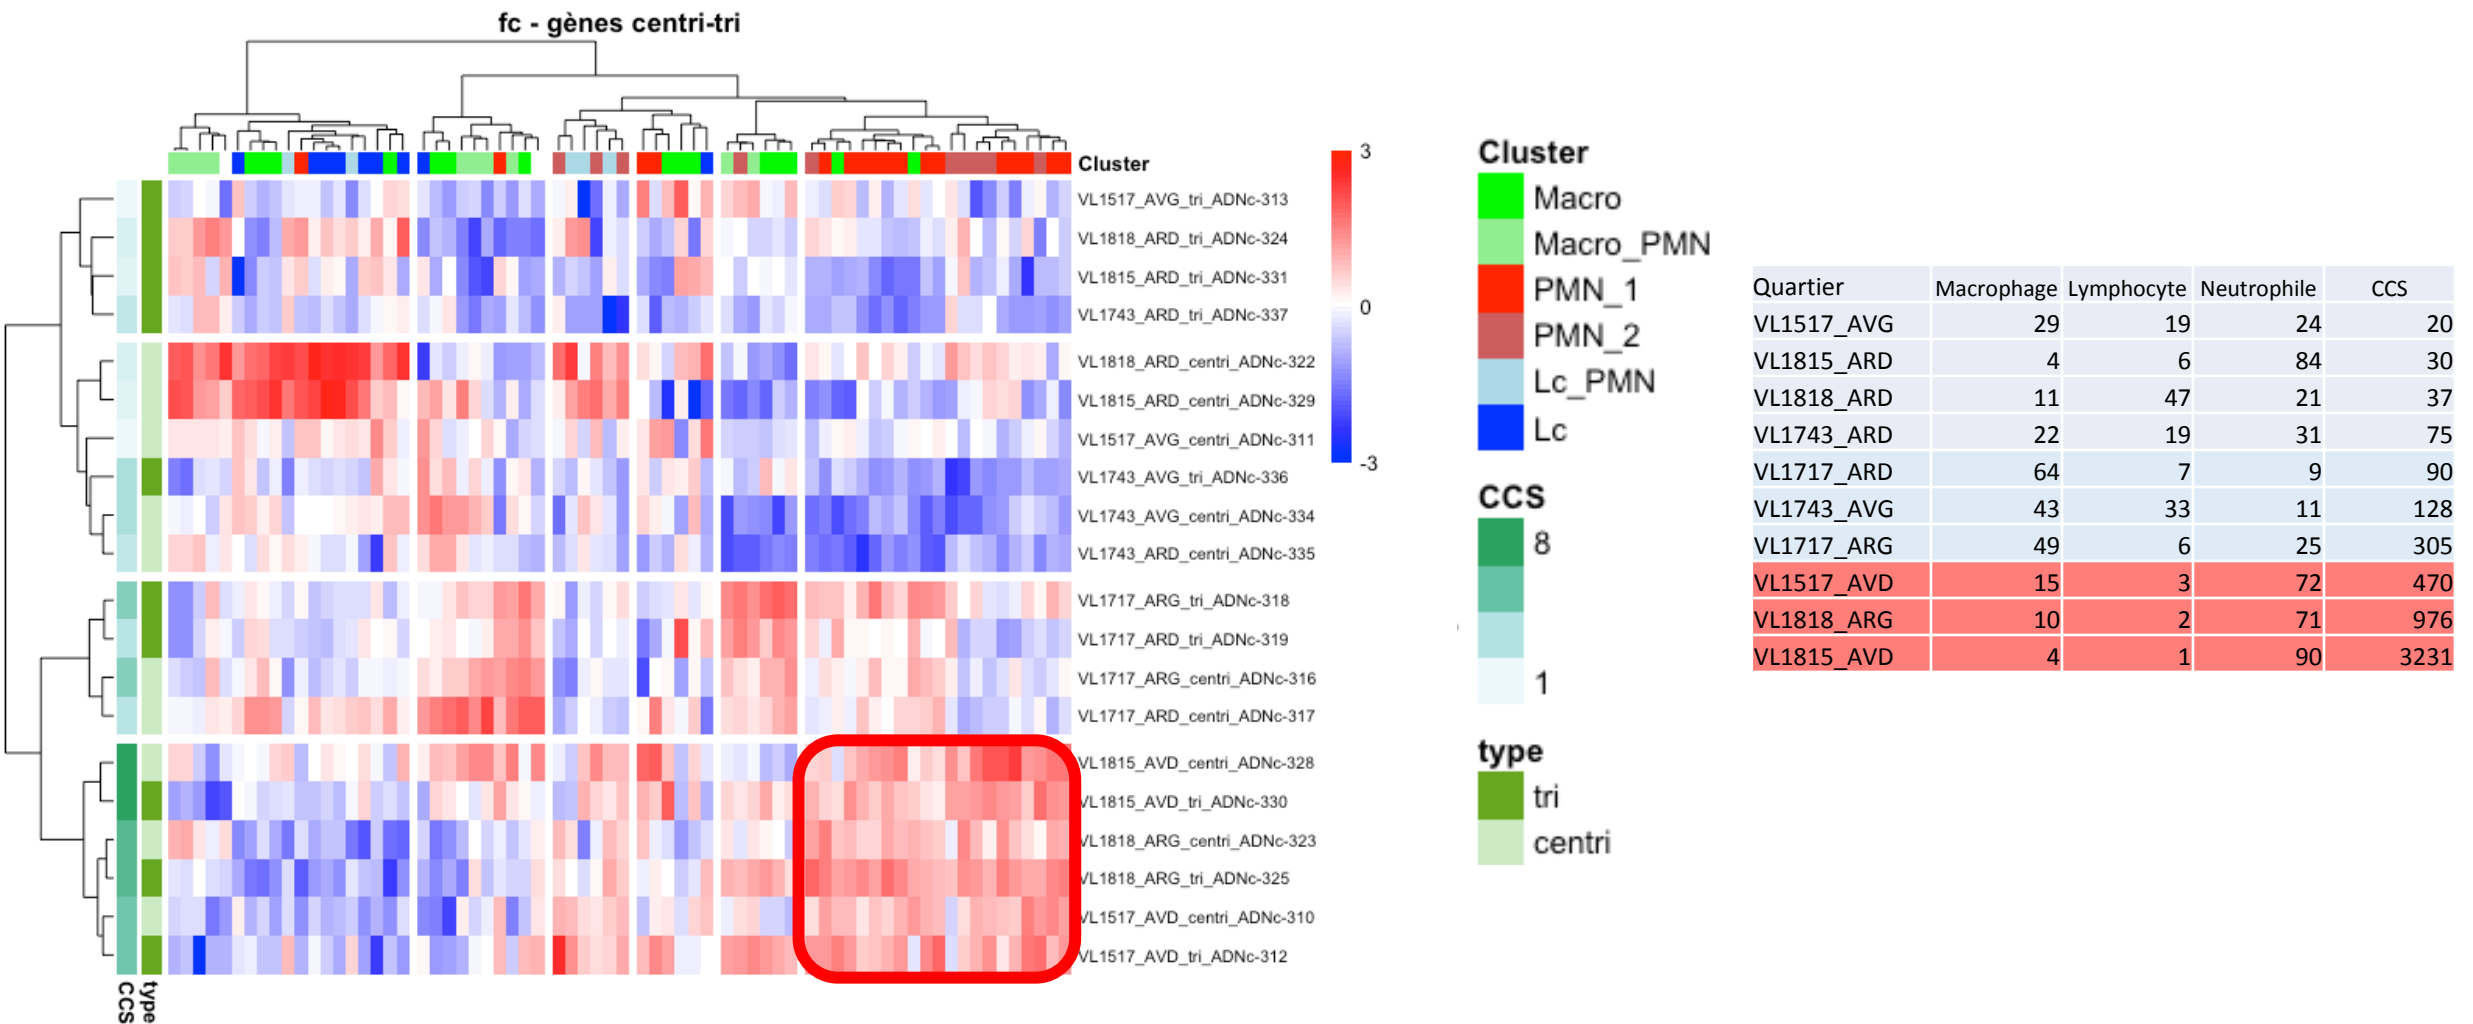 fc - gènes centri-tri
Cluster
VL1517_AVG_tri_ADNc-313
VL1818_ARD_tri_ADNc-324
VL1815_ARD_tri_ADNc-331
VL1743_ARD_tri_ADNc-337
VL1818_ARD_centri_ADNc-322
VL1815_ARD_centri_ADNc-329
VL1517_AVG_centri_ADNc-311
VL1743_AVG_tri_ADNc-336
VL1743_AVG_centri_ADNc-334
VL1743_ARD_centri_ADNc-335
VL1717_ARG_tri_ADNc-318
VL1717_ARD_tri_ADNc-319
VL1717_ARG_centri_ADNc-316
VL1717_ARD_centri_ADNc-317
VL1815_AVD_centri_ADNc-328
VL1815_AVD_tri_ADNc-330
VL1818_ARG_centri_ADNc-323
VL1818_ARG_tri_ADNc-325
VL1517_AVD_centri_ADNc-310
VL1517_AVD_tri_ADNc-312
CCS
type
3
0
-3
Cluster
Macro
Macro_PMN
PMN_1
PMN_2
Lc_PMN
Lc
CCS
8
1
type
tri
centri
Quartier Macrophage Lymphocyte Neutrophile CCS
VL1517_AVG 29 19 24 20
VL1815_ARD 4 6 84 30
VL1818_ARD 11 47 21 37
VL1743_ARD 22 19 31 75
VL1717_ARD 64 7 9 90
VL1743_AVG 43 33 11 128
VL1717_ARG 49 6 25 305
VL1517_AVD 15 3 72 470
VL1818_ARG 10 2 71 976
VL1815_AVD 4 1 90 3231